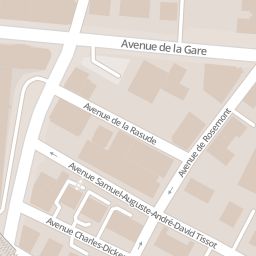 Avenue de la Gare
Avenue de la Rasude
Avenue de Rosemont
Avenue Samuel-Auguste-André-David Tissot
Avenue Charles-Dicke